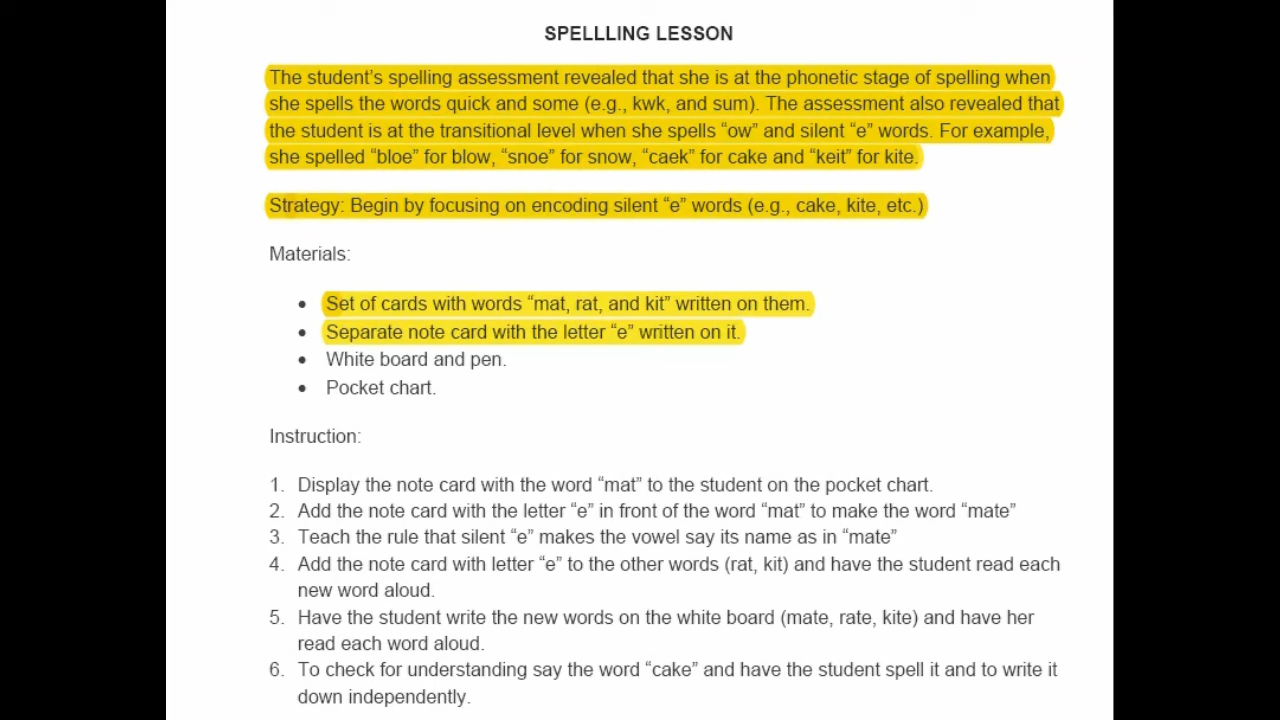 SPELLLING LESSON
The student's spelling assessment revealed that she is at the phonetic stage of spelling when
she spells the words quick and some (e.g., kwk, and sum). The assessment also revealed that
the student is at the transitional level when she spells “ow” and silent “e” words. For example,
she spelled “bloe” for blow, “snoe” for snow, “caek” for cake and “keit” for kite.
Strategy: Begin by focusing on encoding silent “e” words (e.g., cake, kite, etc.)
Materials:
• Set of cards with words “mat, rat, and kit” written on them.
• Separate note card with the letter “e” written on it.
• White board and pen.
• Pocket chart.
Instruction:
1. Display the note card with the word “mat” to the student on the pocket chart.
2. Add the note card with the letter “e” in front of the word “mat” to make the word “mate”
3. Teach the rule that silent “e” makes the vowel say its name as in “mate”
4. Add the note card with letter “e” to the other words (rat, kit) and have the student read each
new word aloud.
5. Have the student write the new words on the white board (mate, rate, kite) and have her
read each word aloud.
6. To check for understanding say the word “cake” and have the student spell it and to write it
down independently.